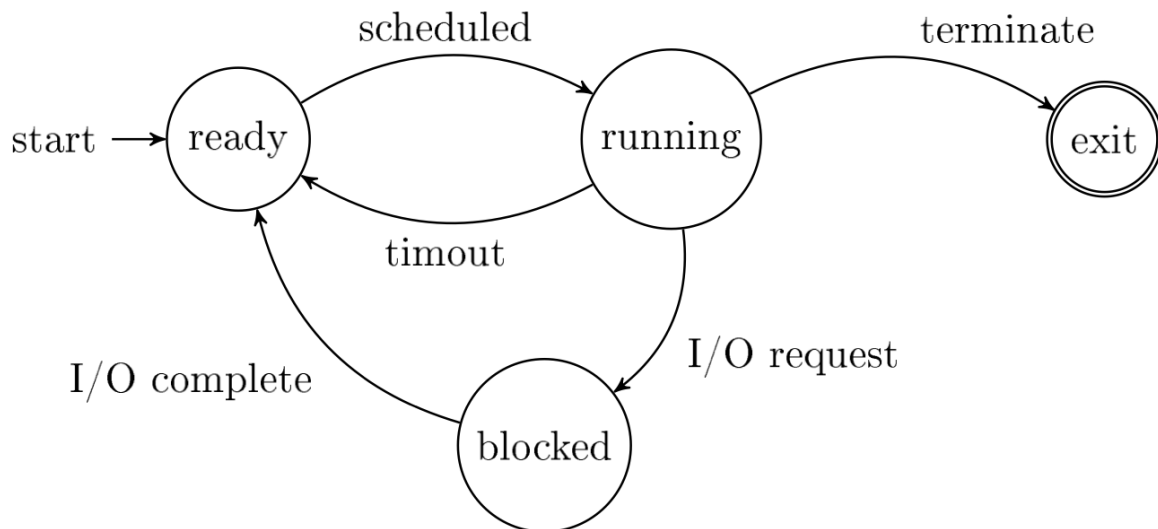 scheduled
terminate
start
ready
running
exit
timout
I/O request
I/O complete
blocked